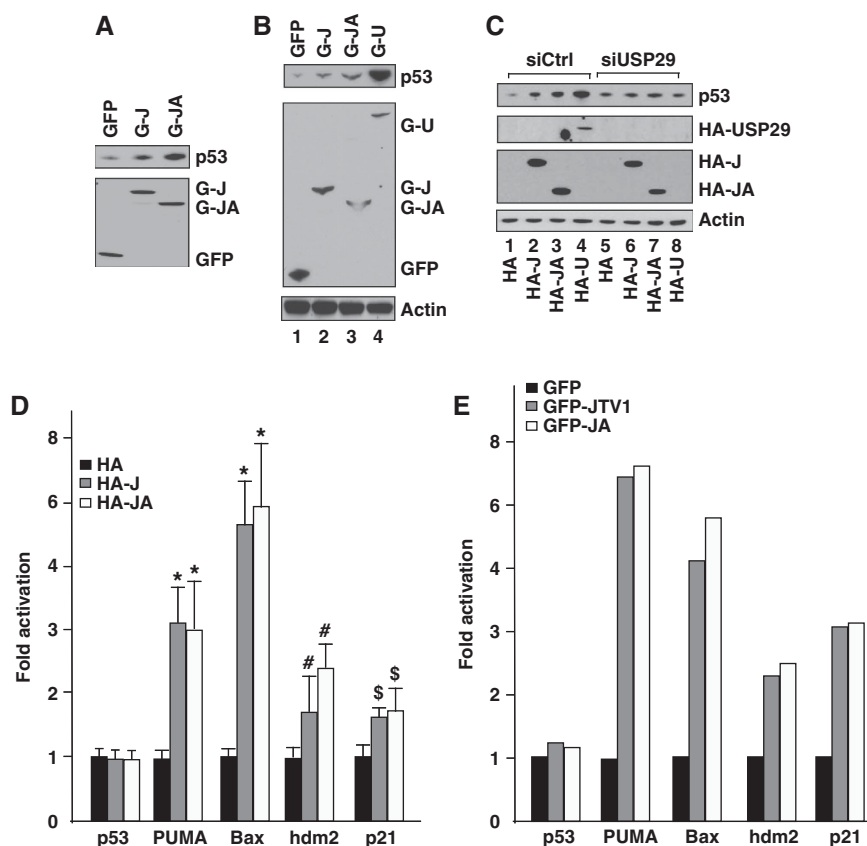 A
GFP
G-J
G-JA
p53
G-J
G-JA
GFP
B
GFP
G-J
G-JA
G-U
p53
G-U
G-J
G-JA
GFP
Actin
1 2 3 4
C
siCtrl siUSP29
p53
HA-USP29
HA-J
HA-JA
Actin
1 2 3 4 5 6 7 8
HA
HA-J
HA-JA
HA-U
HA
HA-J
HA-JA
HA-U
D
HA
HA-J
HA-JA
Fold activation
8
6
4
3
2
1
0
* *
* *
# #
$ $
p53 PUMA Bax hdm2 p21
E
GFP
GFP-JTV1
GFP-JA
Fold activation
8
6
4
3
2
1
0
p53 PUMA Bax hdm2 p21